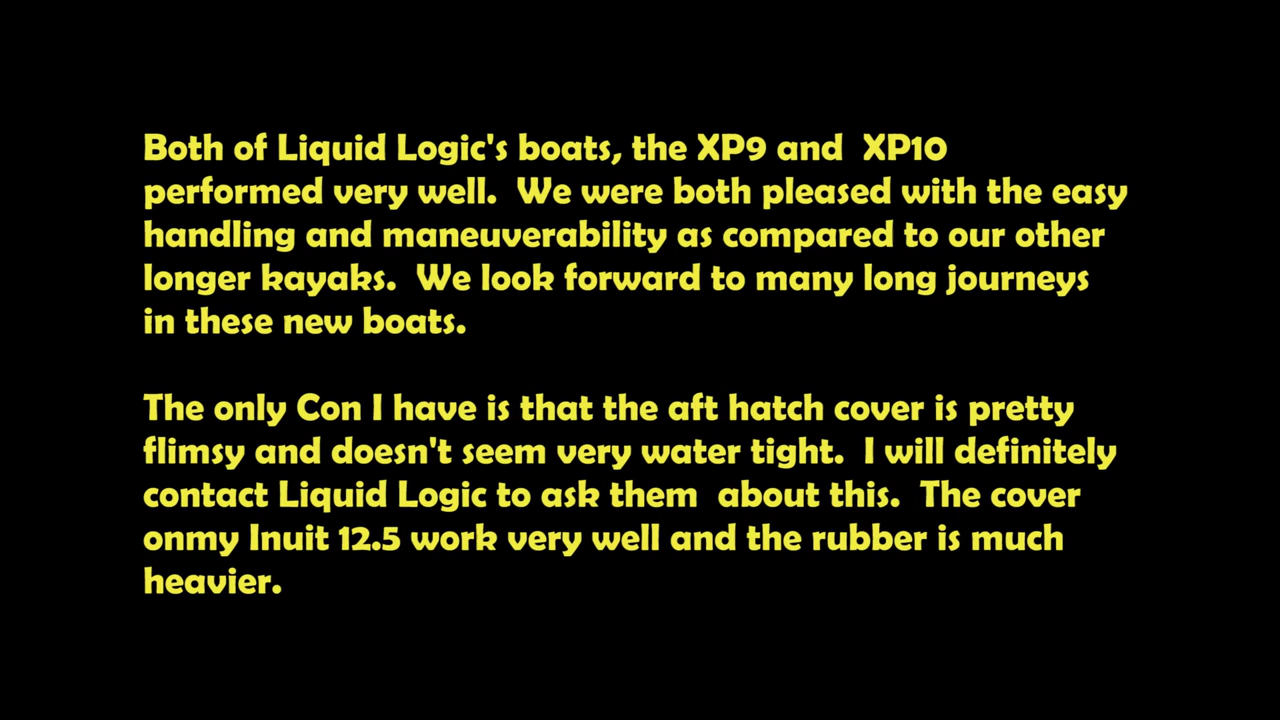 Both of Liquid Logic's boats, the XP9 and  XP10
performed very well.  We were both pleased with the easy
handling and maneuverability as compared to our other
longer kayaks.  We look forward to many long journeys
in these new boats.
The only Con I have is that the aft hatch cover is pretty
flimsy and doesn't seem very water tight.  I will definitely
contact Liquid Logic to ask them  about this.  The cover
onmy Inuit 12.5 work very well and the rubber is much
heavier.